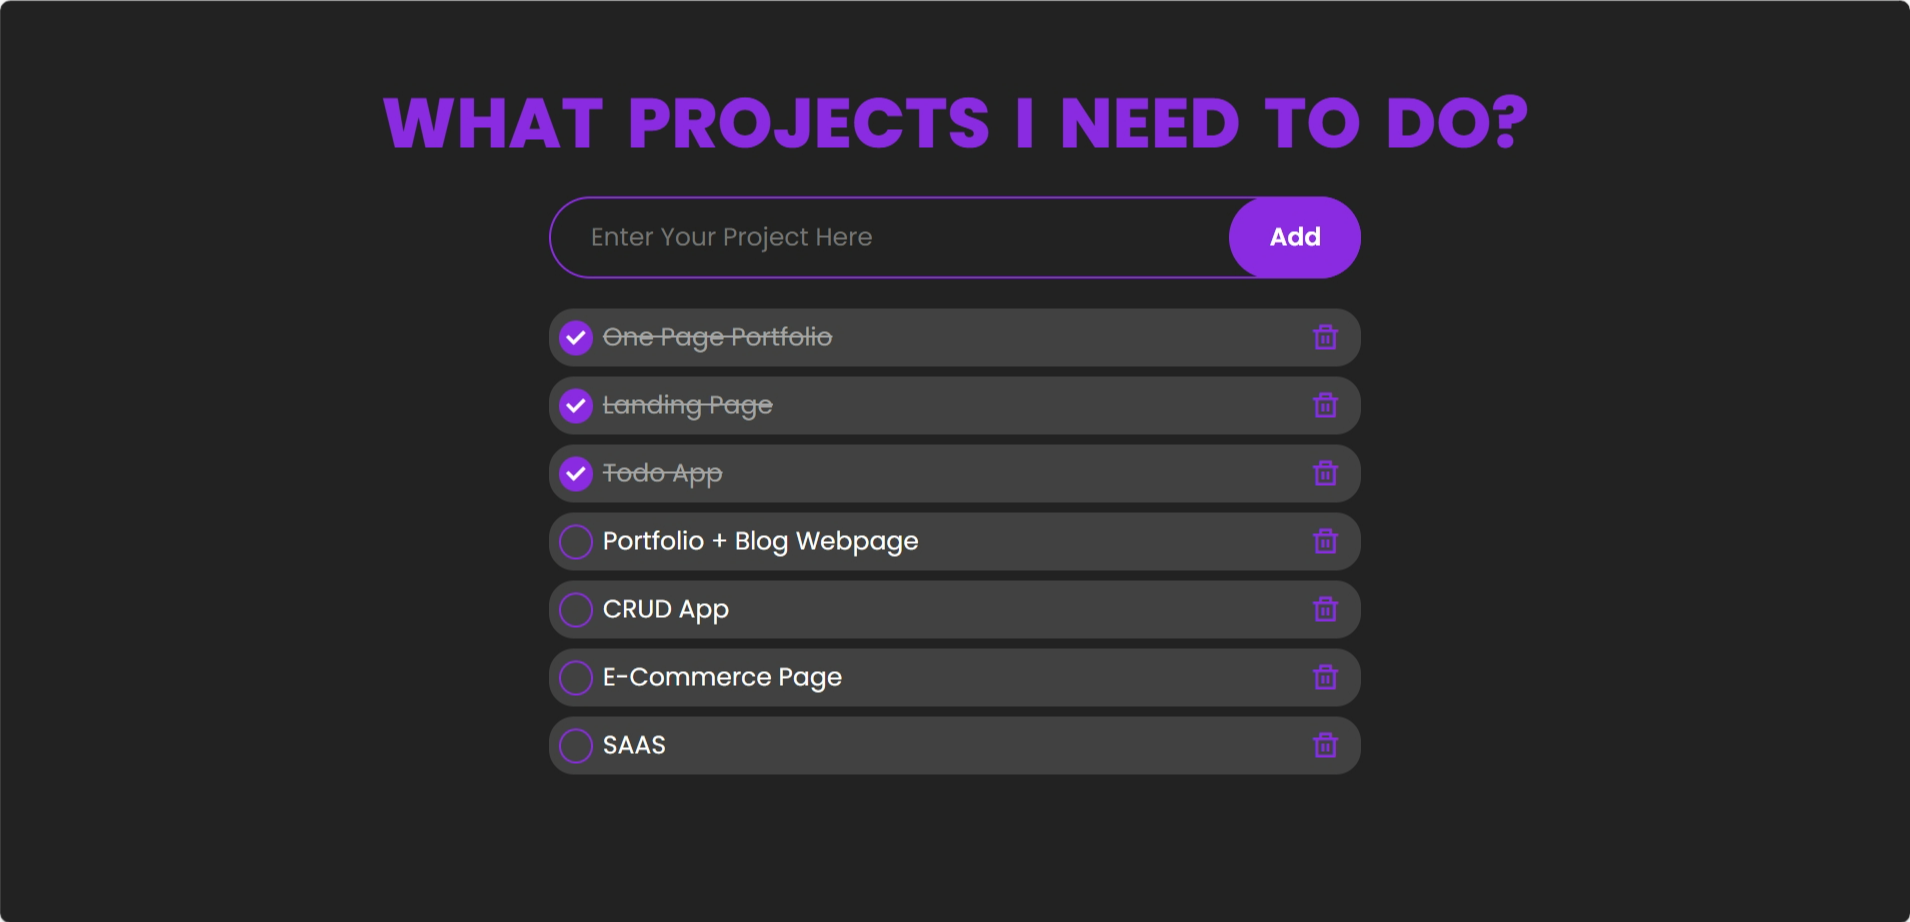 WHAT PROJECTS I NEED TO DO?
Enter Your Project Here
Add
One Page Portfolio
Landing Page
Todo App
Portfolio + Blog Webpage
CRUD App
E-Commerce Page
SAAS